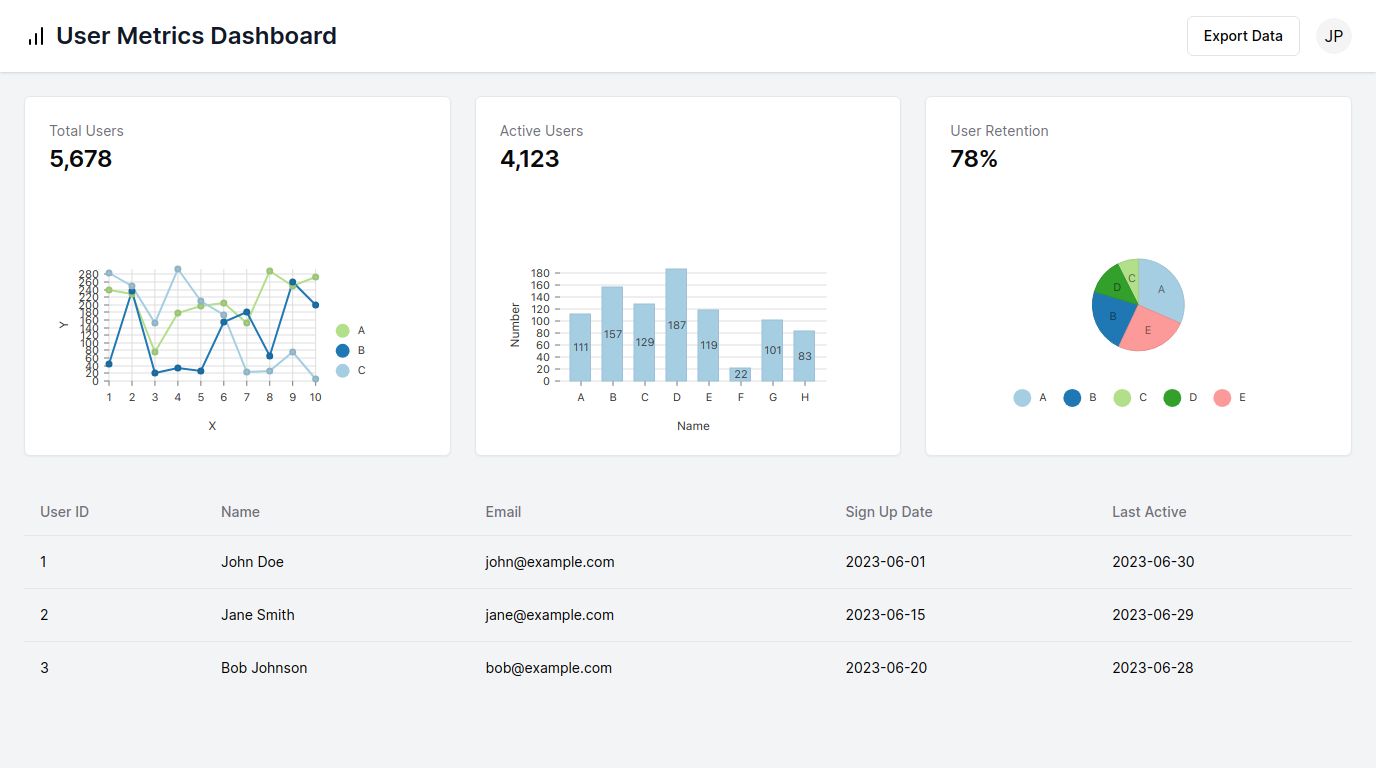 User Metrics Dashboard
Export Data
JP
Total Users
5,678
280
260
240
220
200
180
160
140
120
100
80
60
40
20
0
Y
1 2 3 4 5 6 7 8 9 10
X
A
B
C
Active Users
4,123
180
160
140
120
100
80
60
40
20
0
Number
111 157 129 187 119 22 101 83
A B C D E F G H
Name
User Retention
78%
C
D A
B
E
A B C D E
User ID Name Email Sign Up Date Last Active
1 John Doe john@example.com 2023-06-01 2023-06-30
2 Jane Smith jane@example.com 2023-06-15 2023-06-29
3 Bob Johnson bob@example.com 2023-06-20 2023-06-28